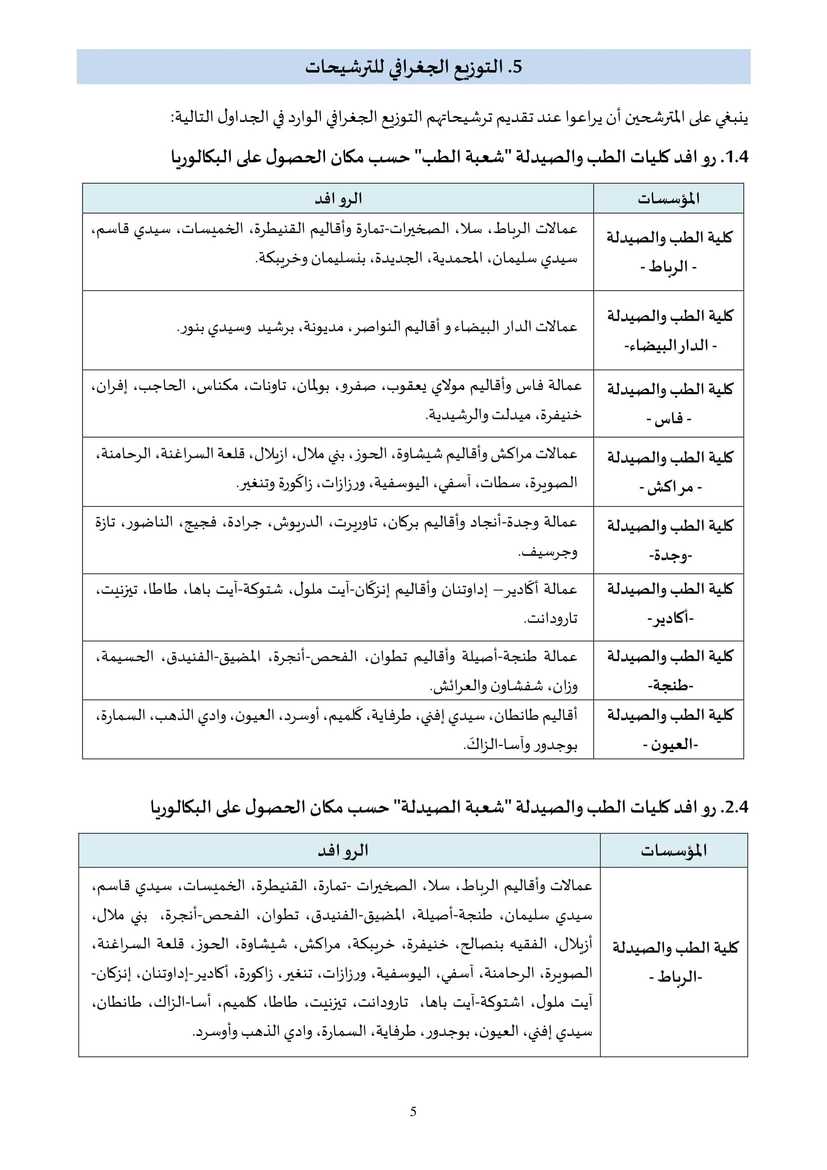 5. التوزيع الجغرافي للترشيحات
ينبغي على المترشحين أن يراعوا عند تقديم ترشيحاتهم التوزيع الجغرافي الوارد في الجداول التالية:
1.4. روافد كليات الطب والصيدلة "شعبة الطب" حسب مكان الحصول على البكالوريا
المؤسسات
الروافد
كلية الطب والصيدلة
- الرباط -
عمالات الرباط، سلا، الصخيرات-تمارة وأقاليم القنيطرة، الخميسات، سيدي قاسم،
سيدي سليمان، المحمدية، الجديدة، بنسليمان وخريبكة.
كلية الطب والصيدلة
- الدار البيضاء-
عمالات الدار البيضاء و أقاليم النواصر، مديونة، برشيد وسيدي بنور.
كلية الطب والصيدلة
- فاس -
عمالة فاس وأقاليم مولاي يعقوب، صفرو، بولمان، تاونات، مكناس، الحاجب، إفران،
خنيفرة، ميدلت والرشيدية.
كلية الطب والصيدلة
- مراكش -
عمالات مراكش وأقاليم شيشاوة، الحوز، بني ملال، ازيلال، قلعة السراغنة، الرحامنة،
الصويرة، سطات، آسفي، اليوسفية، ورزازات، زاكَورة وتنغير.
كلية الطب والصيدلة
-وجدة-
عمالة وجدة-أنجاد وأقاليم بركان، تاوريرت، الدريوش، جرادة، فجيج، الناضور، تازة
وجرسيف.
كلية الطب والصيدلة
-أكادير-
عمالة أكَادير– إداوتنان وأقاليم إنزكَان-آيت ملول، شتوكة-آيت باها، طاطا، تيزنيت،
تارودانت.
كلية الطب والصيدلة
-طنجة-
عمالة طنجة-أصيلة وأقاليم تطوان، الفحص-أنجرة، المضيق-الفنيدق، الحسيمة،
وزان، شفشاون والعرائش.
كلية الطب والصيدلة
-العيون -
أقاليم طانطان، سيدي إفني، طرفاية، كَلميم، أوسرد، العيون، وادي الذهب، السمارة،
بوجدور وآسا-الزاكَ.
2.4. روافد كليات الطب والصيدلة "شعبة الصيدلة" حسب مكان الحصول على البكالوريا
المؤسسات
الروافد
كلية الطب والصيدلة
-الرباط -
عمالات وأقاليم الرباط، سلا، الصخيرات -تمارة، القنيطرة، الخميسات، سيدي قاسم،
سيدي سليمان، طنجة-أصيلة، المضيق-الفنيدق، تطوان، الفحص-أنجرة، بني ملال،
أزيلال، الفقيه بنصالح، خنيفرة، خريبكة، مراكش، شيشاوة، الحوز، قلعة السراغنة،
الصويرة، الرحامنة، آسفي، اليوسفية، ورزازات، تنغير، زاكورة، أكادير-إداوتنان، إنزكان-
آيت ملول، اشتوكة-آيت باها، تارودانت، تيزنيت، طاطا، كلميم، أسا-الزاك، طانطان،
سيدي إفني، العيون، بوجدور، طرفاية، السمارة، وادي الذهب وأوسرد.
5